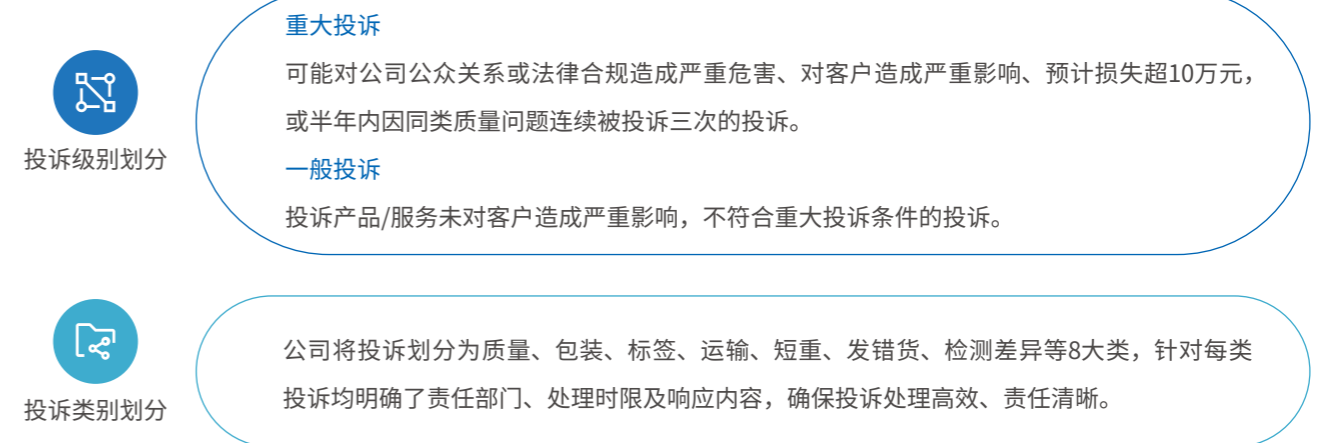 重大投诉
可能对公司公众关系或法律合规造成严重危害、对客户造成严重影响、预计损失超10万元，
或半年内因同类质量问题连续被投诉三次的投诉。
投诉级别划分
一般投诉
投诉产品/服务未对客户造成严重影响，不符合重大投诉条件的投诉。
公司将投诉划分为质量、包装、标签、运输、短重、发错货、检测差异等8大类，针对每类
投诉均明确了责任部门、处理时限及响应内容，确保投诉处理高效、责任清晰。
投诉类别划分